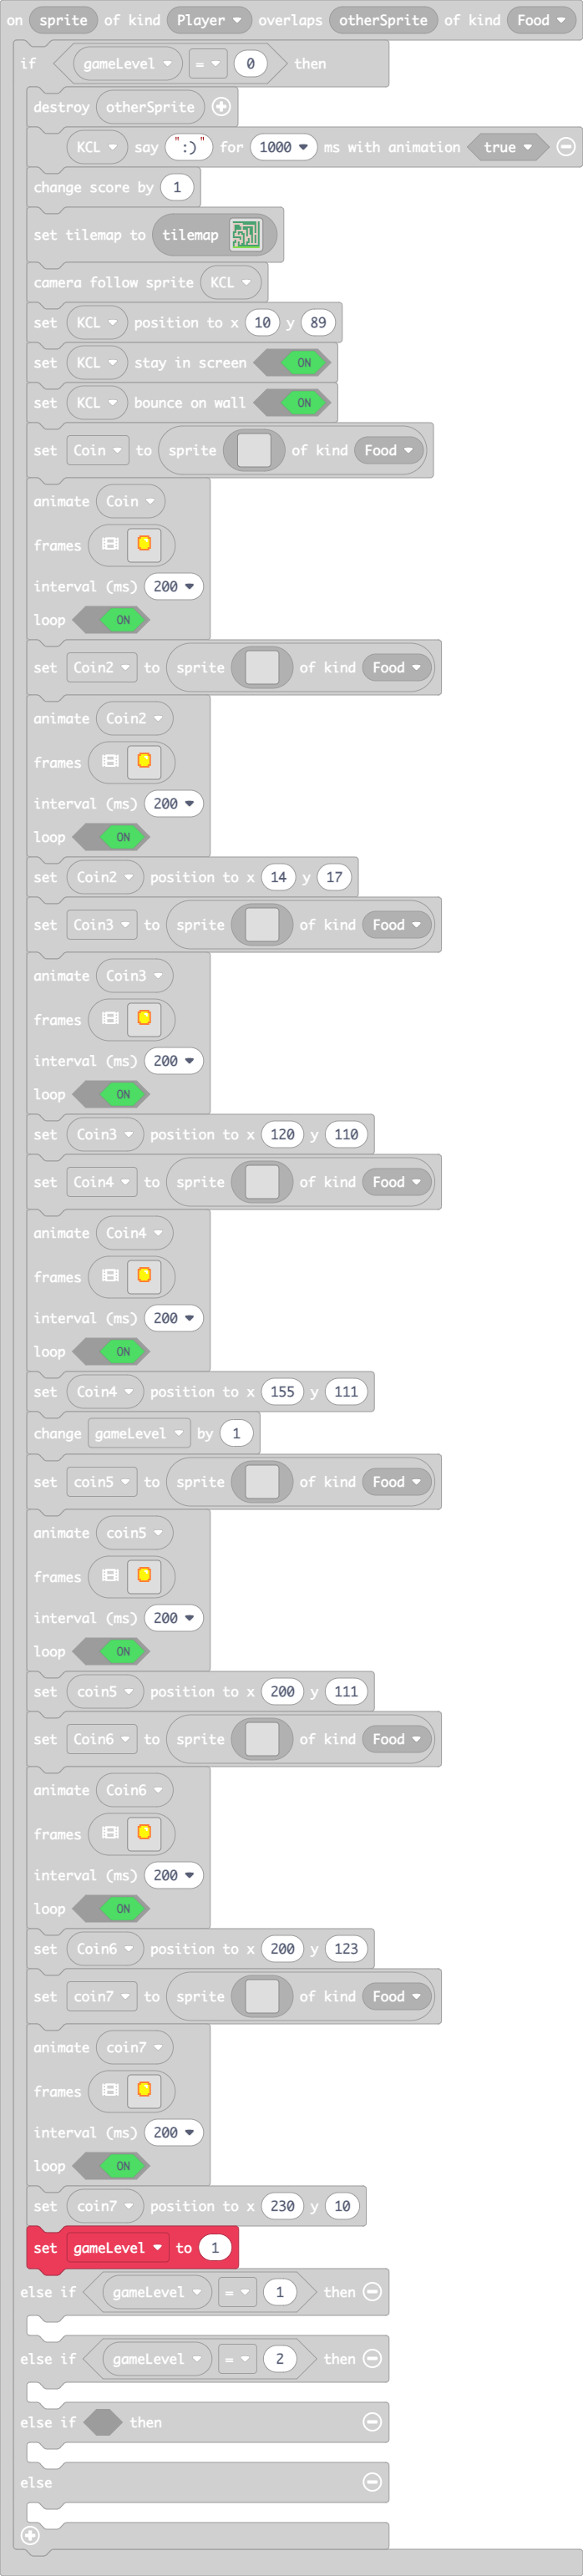 on sprite of kind Player overlaps otherSprite of kind Food
if gameLevel = 0 then
destroy otherSprite
KCL say ":)" for 1000 ms with animation true
change score by 1
set tilemap to tilemap
camera follow sprite KCL
set KCL position to x 10 y 89
set KCL stay in screen ON
set KCL bounce on wall ON
set Coin to sprite of kind Food
animate Coin
frames
interval (ms) 200
loop ON
set Coin2 to sprite of kind Food
animate Coin2
frames
interval (ms) 200
loop ON
set Coin2 position to x 14 y 17
set Coin3 to sprite of kind Food
animate Coin3
frames
interval (ms) 200
loop ON
set Coin3 position to x 120 y 110
set Coin4 to sprite of kind Food
animate Coin4
frames
interval (ms) 200
loop ON
set Coin4 position to x 155 y 111
change gameLevel by 1
set coin5 to sprite of kind Food
animate coin5
frames
interval (ms) 200
loop ON
set coin5 position to x 200 y 111
set Coin6 to sprite of kind Food
animate Coin6
frames
interval (ms) 200
loop ON
set Coin6 position to x 200 y 123
set coin7 to sprite of kind Food
animate coin7
frames
interval (ms) 200
loop ON
set coin7 position to x 230 y 10
set gameLevel to 1
else if gameLevel = 1 then
else if gameLevel = 2 then
else if then
else